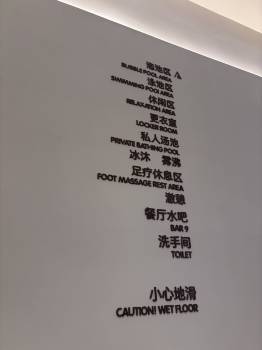 泡池区
BUBBLE POOL AREA
泳池区
SWIMMING POOL AREA
休闲区
RELAXATION AREA
更衣室
LOCKER ROOM
私人汤池
PRIVATE BATHING POOL
冰沐 雾沸
足疗休息区
FOOT MASSAGE REST AREA
激憩
餐厅水吧
BAR 9
洗手间
TOILET
小心地滑
CAUTION! WET FLOOR